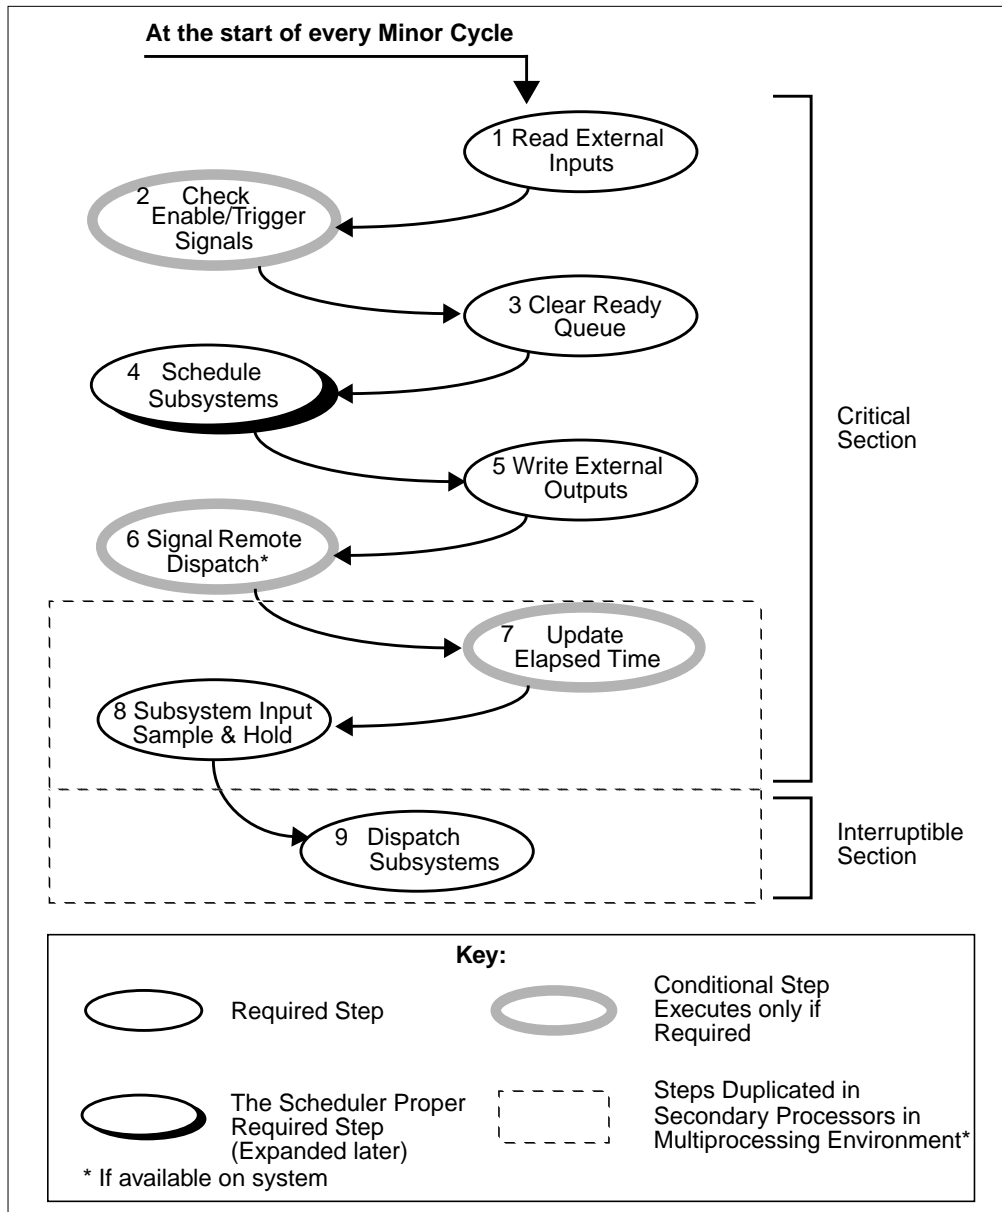 At the start of every Minor Cycle
1 Read External
Inputs
2 Check
Enable/Trigger
Signals
3 Clear Ready
Queue
4 Schedule
Subsystems
5 Write External
Outputs
6 Signal Remote
Dispatch*
7 Update
Elapsed Time
8 Subsystem Input
Sample & Hold
9 Dispatch
Subsystems
Critical
Section
Interruptible
Section
Key:
Required Step
Conditional Step
Executes only if
Required
The Scheduler Proper
Required Step
(Expanded later)
Steps Duplicated in
Secondary Processors in
Multiprocessing Environment*
* If available on system